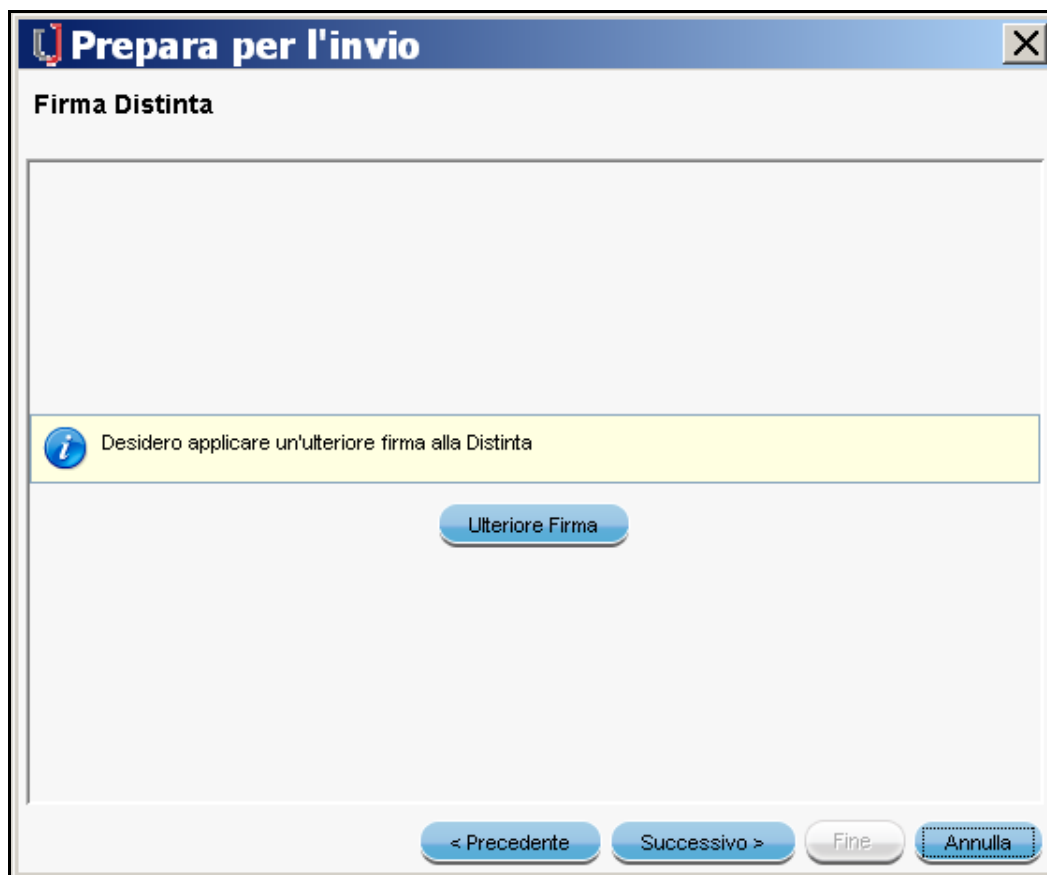 Prepara per l'invio
Firma Distinta
Desidero applicare un'ulteriore firma alla Distinta
Ulteriore Firma
< Precedente Successivo > Fine Annulla